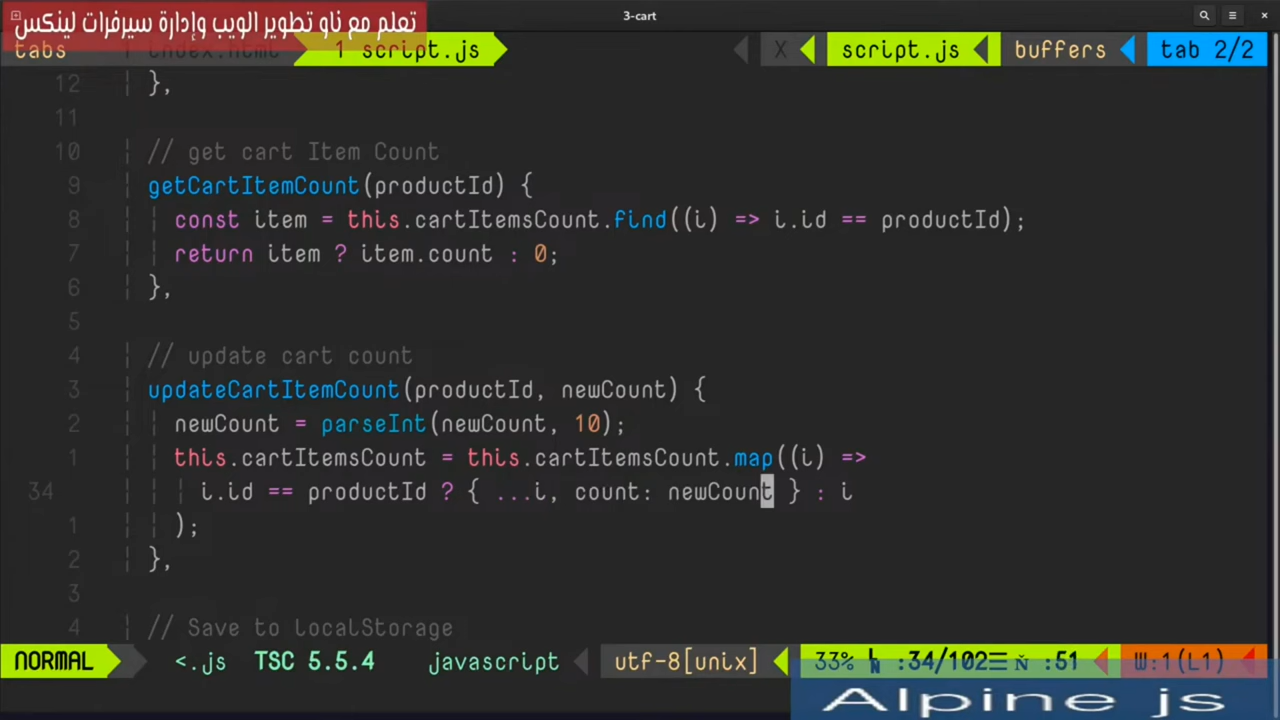 3-cart
تعلم مع ناو تطوير الويب وإدارة سيرفرات لينكس
tabs index.html 1 script.js X script.js buffers tab 2/2
12 },
11
10 // get cart Item Count
9 getCartItemCount(productId) {
8 const item = this.cartItemsCount.find((i) => i.id == productId);
7 return item ? item.count : 0;
6 },
5
4 // update cart count
3 updateCartItemCount(productId, newCount) {
2 newCount = parseInt(newCount, 10);
1 this.cartItemsCount = this.cartItemsCount.map((i) =>
34 i.id == productId ? { ...i, count: newCount } : i
1 );
2 },
3
4 // Save to LocalStorage
NORMAL <.js TSC 5.5.4 javascript utf-8[unix] 33% :34/102☰ :51 W:1(L1)
Alpine js